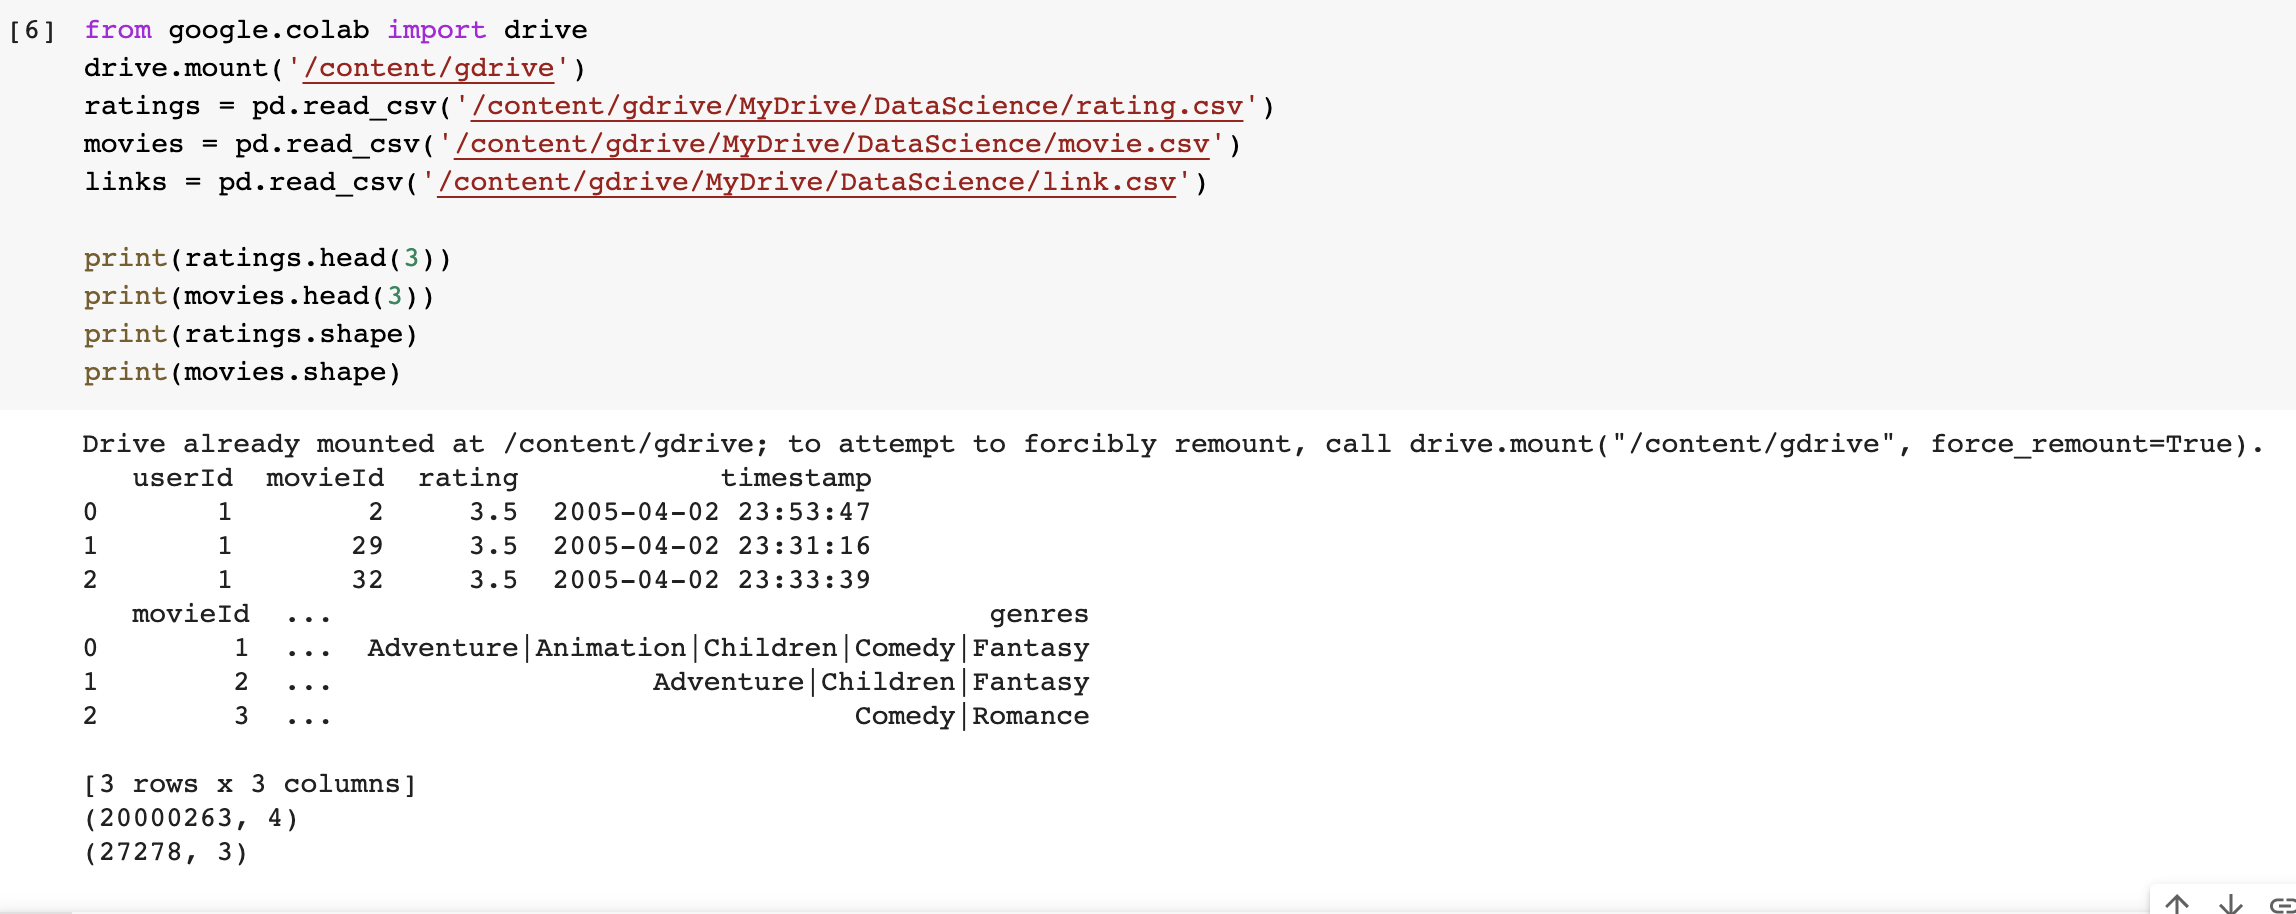 [6] from google.colab import drive
drive.mount('/content/gdrive')
ratings = pd.read_csv('/content/gdrive/MyDrive/DataScience/rating.csv')
movies = pd.read_csv('/content/gdrive/MyDrive/DataScience/movie.csv')
links = pd.read_csv('/content/gdrive/MyDrive/DataScience/link.csv')
print(ratings.head(3))
print(movies.head(3))
print(ratings.shape)
print(movies.shape)
Drive already mounted at /content/gdrive; to attempt to forcibly remount, call drive.mount("/content/gdrive", force_remount=True).
userId movieId rating timestamp
0 1 2 3.5 2005-04-02 23:53:47
1 1 29 3.5 2005-04-02 23:31:16
2 1 32 3.5 2005-04-02 23:33:39
movieId ... genres
0 1 ... Adventure|Animation|Children|Comedy|Fantasy
1 2 ... Adventure|Children|Fantasy
2 3 ... Comedy|Romance
[3 rows x 3 columns]
(20000263, 4)
(27278, 3)